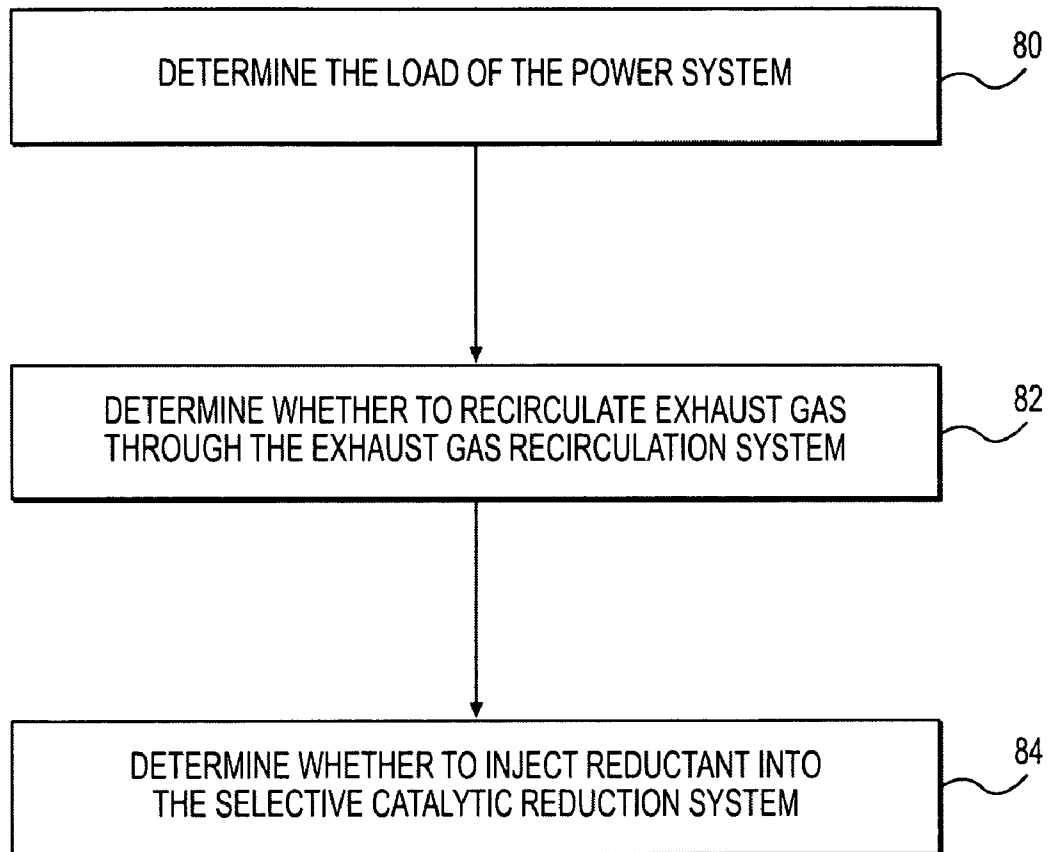 DETERMINE THE LOAD OF THE POWER SYSTEM
80
DETERMINE WHETHER TO RECIRCULATE EXHAUST GAS
THROUGH THE EXHAUST GAS RECIRCULATION SYSTEM
82
DETERMINE WHETHER TO INJECT REDUCTANT INTO
THE SELECTIVE CATALYTIC REDUCTION SYSTEM
84